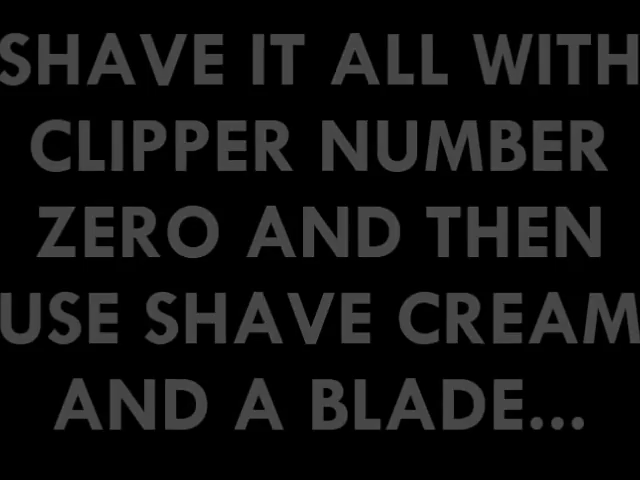 SHAVE IT ALL WITH
CLIPPER NUMBER
ZERO AND THEN
USE SHAVE CREAM
AND A BLADE...